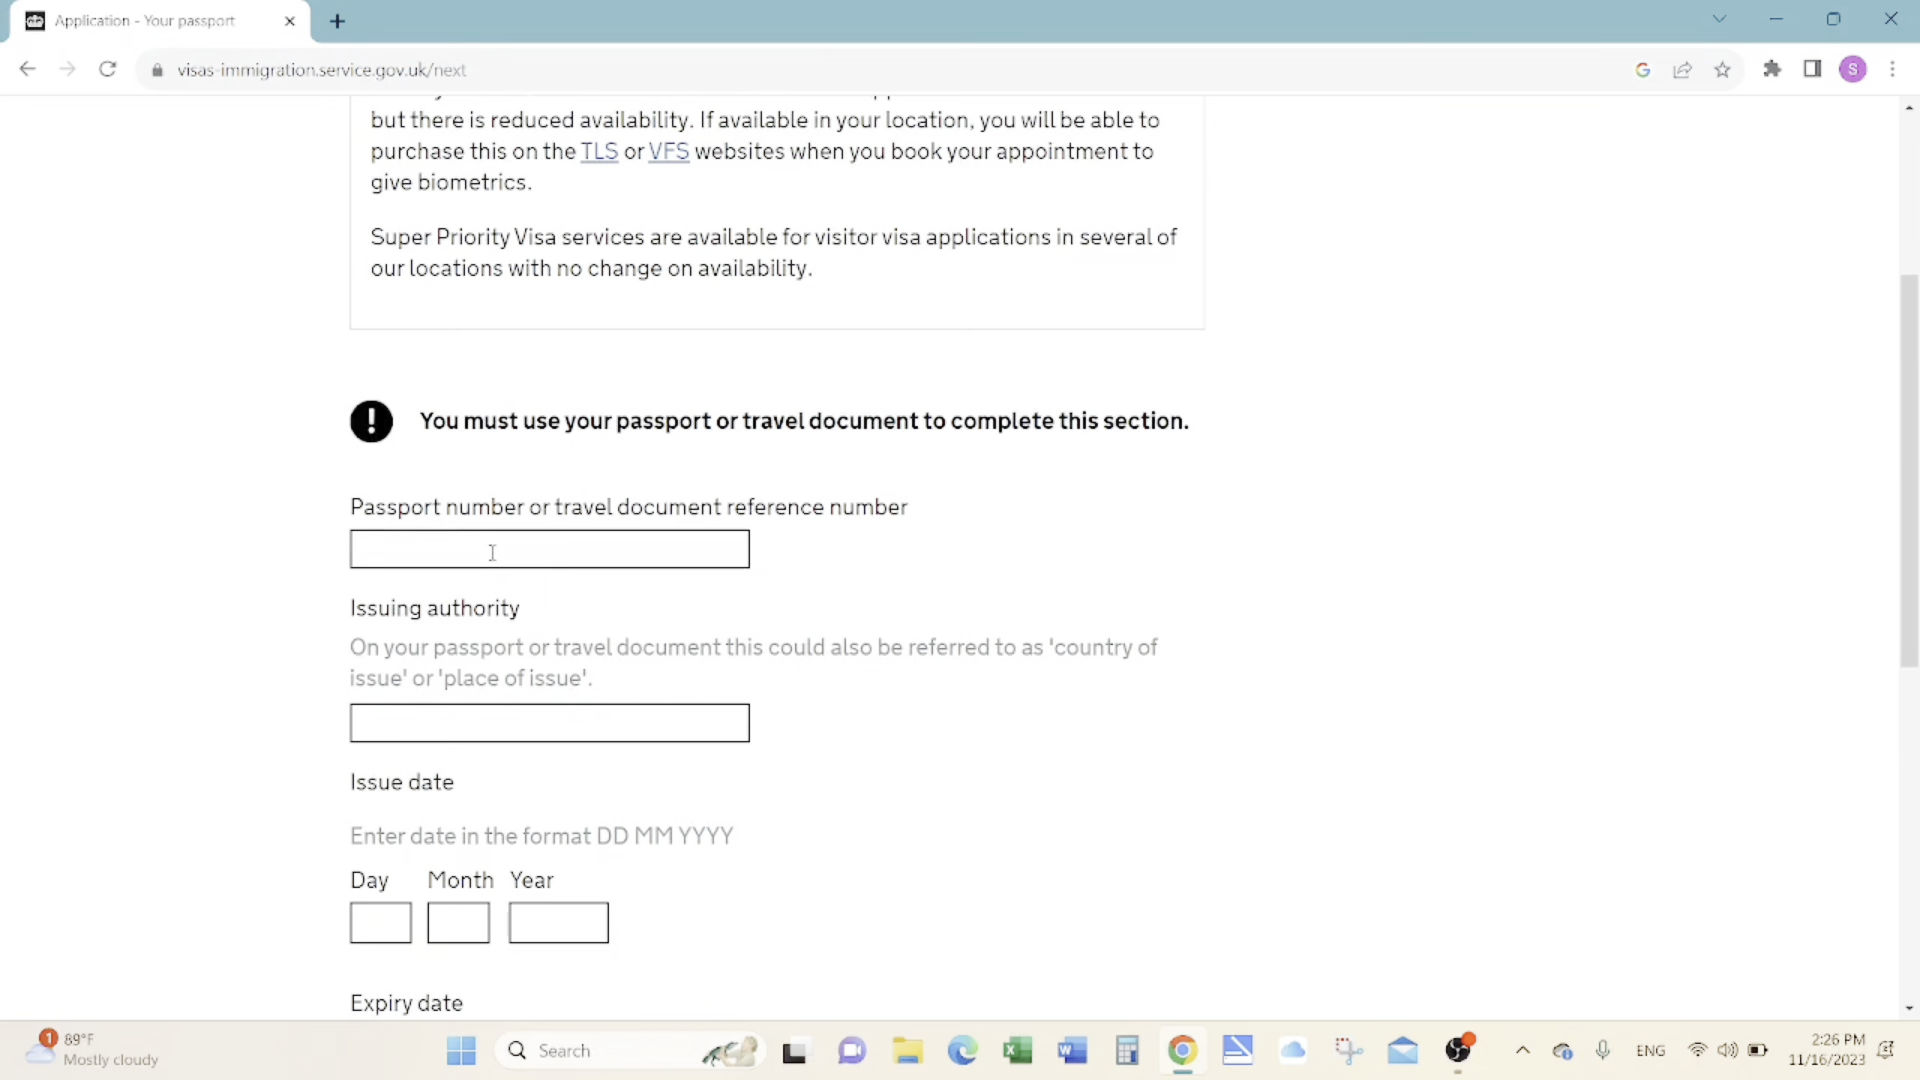 Application - Your passport
visas-immigration.service.gov.uk/next
S
but there is reduced availability. If available in your location, you will be able to
purchase this on the TLS or VFS websites when you book your appointment to
give biometrics.
Super Priority Visa services are available for visitor visa applications in several of
our locations with no change on availability.
! You must use your passport or travel document to complete this section.
Passport number or travel document reference number
Issuing authority
On your passport or travel document this could also be referred to as 'country of
issue' or 'place of issue'.
Issue date
Enter date in the format DD MM YYYY
Day Month Year
Expiry date
1
89°F
Mostly cloudy
Search
ENG
2:26 PM
11/16/2023